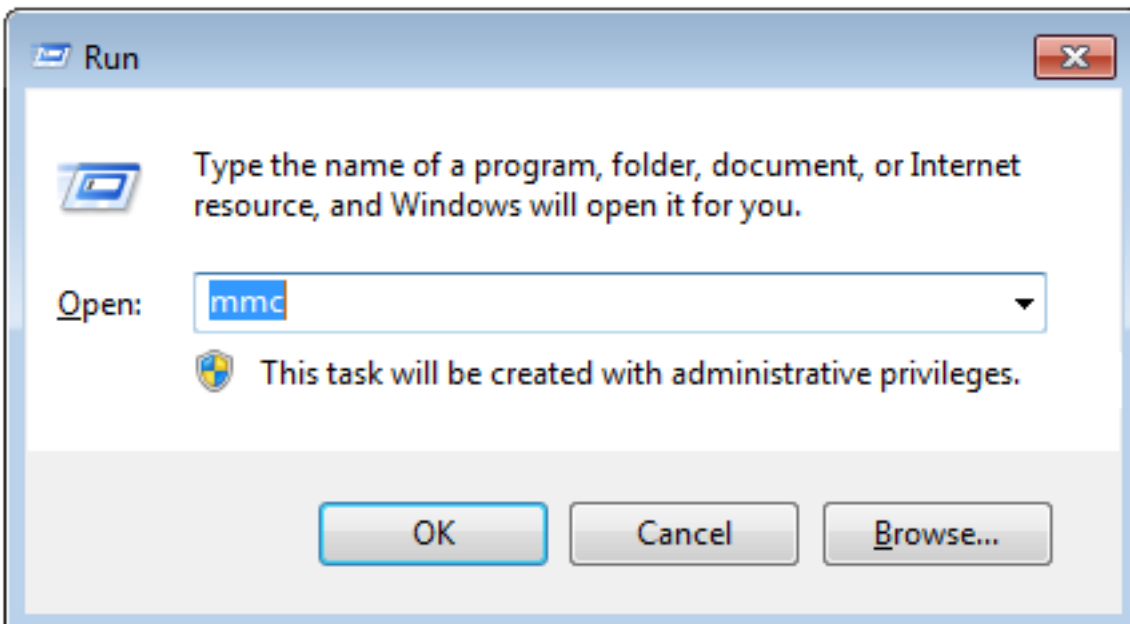 Run
Type the name of a program, folder, document, or Internet
resource, and Windows will open it for you.
Open:
mmc
This task will be created with administrative privileges.
OK
Cancel
Browse...